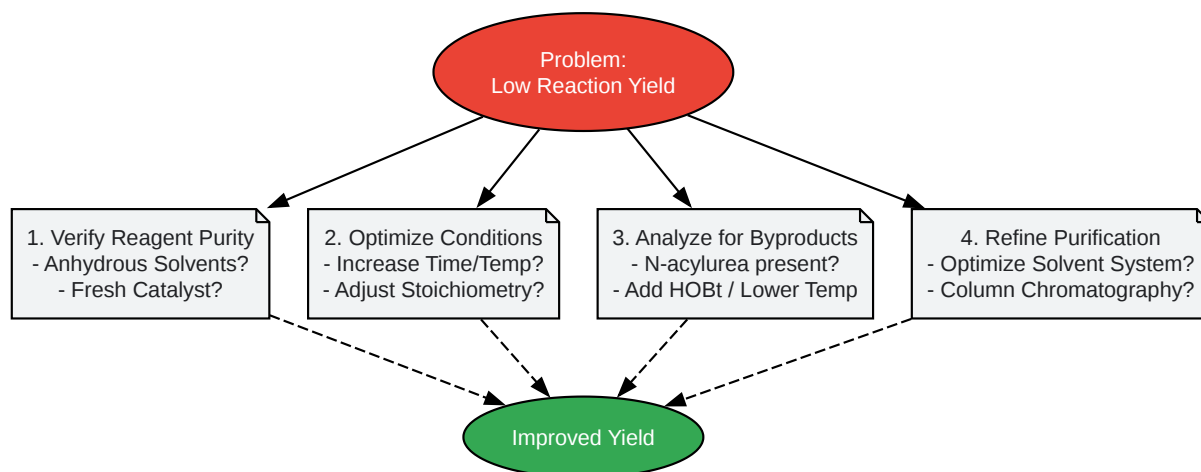 Problem:
Low Reaction Yield
1. Verify Reagent Purity
- Anhydrous Solvents?
- Fresh Catalyst?
2. Optimize Conditions
- Increase Time/Temp?
- Adjust Stoichiometry?
3. Analyze for Byproducts
- N-acylurea present?
- Add HOBt / Lower Temp
4. Refine Purification
- Optimize Solvent System?
- Column Chromatography?
Improved Yield